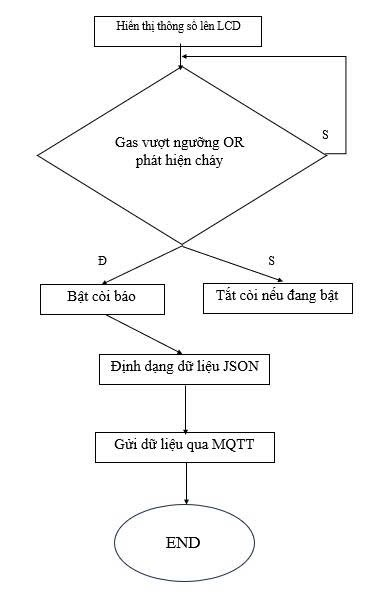 Hiển thị thông số lên LCD
S
Gas vượt ngưỡng OR
phát hiện cháy
Đ
S
Bật còi báo
Tắt còi nếu đang bật
Định dạng dữ liệu JSON
Gửi dữ liệu qua MQTT
END